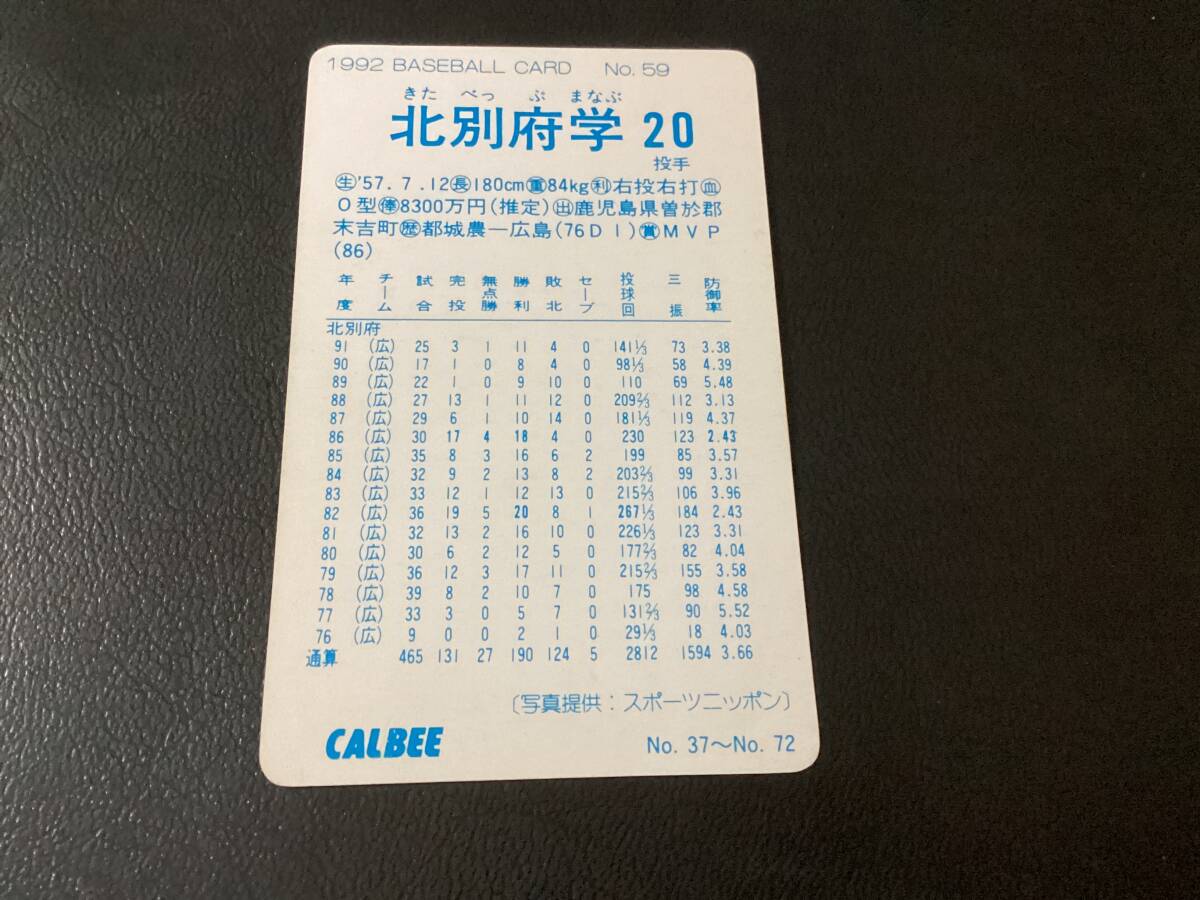 1992 BASEBALL CARD No. 59
きた べっ ぷ まなぶ
北別府学 20
投手
生'57. 7. 12長180cm重84kg利右投右打血
O型俸8300万円(推定)出鹿児島県曽於郡
末吉町歴都城農ー広島(76D1)賞MVP
(86)
年度 チーム 試合 完投 無点勝 勝利 敗北 セーブ 投球回 三振 防御率
北別府
91 (広) 25 3 1 11 4 0 141⅓ 73 3.38
90 (広) 17 1 0 8 4 0 98⅓ 58 4.39
89 (広) 22 1 0 9 10 0 110 69 5.48
88 (広) 27 13 1 11 12 0 209⅔ 112 3.13
87 (広) 29 6 1 10 14 0 181⅓ 119 4.37
86 (広) 30 17 4 18 4 0 230 123 2.43
85 (広) 35 8 3 16 6 2 199 85 3.57
84 (広) 32 9 2 13 8 2 203⅔ 99 3.31
83 (広) 33 12 1 12 13 0 215⅔ 106 3.96
82 (広) 36 19 5 20 8 1 267⅓ 184 2.43
81 (広) 32 13 2 16 10 0 226⅓ 123 3.31
80 (広) 30 6 2 12 5 0 177⅔ 82 4.04
79 (広) 36 12 3 17 11 0 215⅔ 155 3.58
78 (広) 39 8 2 10 7 0 175 98 4.58
77 (広) 33 3 0 5 7 0 131⅔ 90 5.52
76 (広) 9 0 0 2 1 0 29⅓ 18 4.03
通算 465 131 27 190 124 5 2812 1594 3.66
〔写真提供：スポーツニッポン〕
CALBEE No. 37〜No. 72